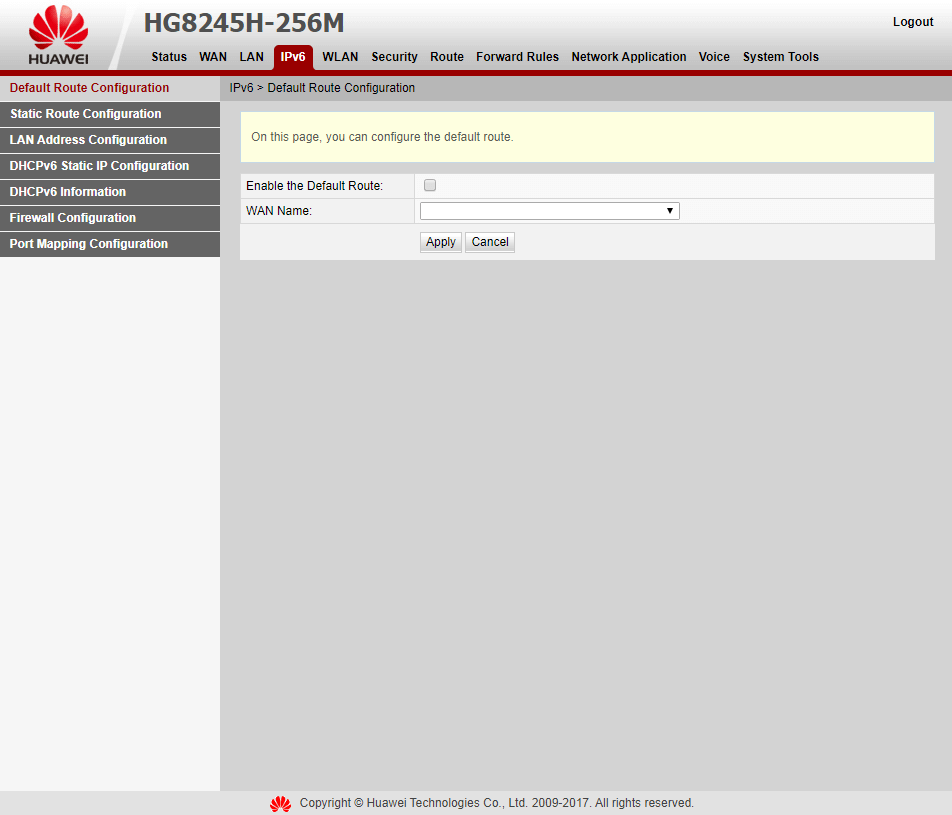 HUAWEI
HG8245H-256M
Logout
Status WAN LAN IPv6 WLAN Security Route Forward Rules Network Application Voice System Tools
Default Route Configuration
IPv6 > Default Route Configuration
Static Route Configuration
LAN Address Configuration
DHCPv6 Static IP Configuration
DHCPv6 Information
Firewall Configuration
Port Mapping Configuration
On this page, you can configure the default route.
Enable the Default Route:
WAN Name:
Apply Cancel
Copyright © Huawei Technologies Co., Ltd. 2009-2017. All rights reserved.